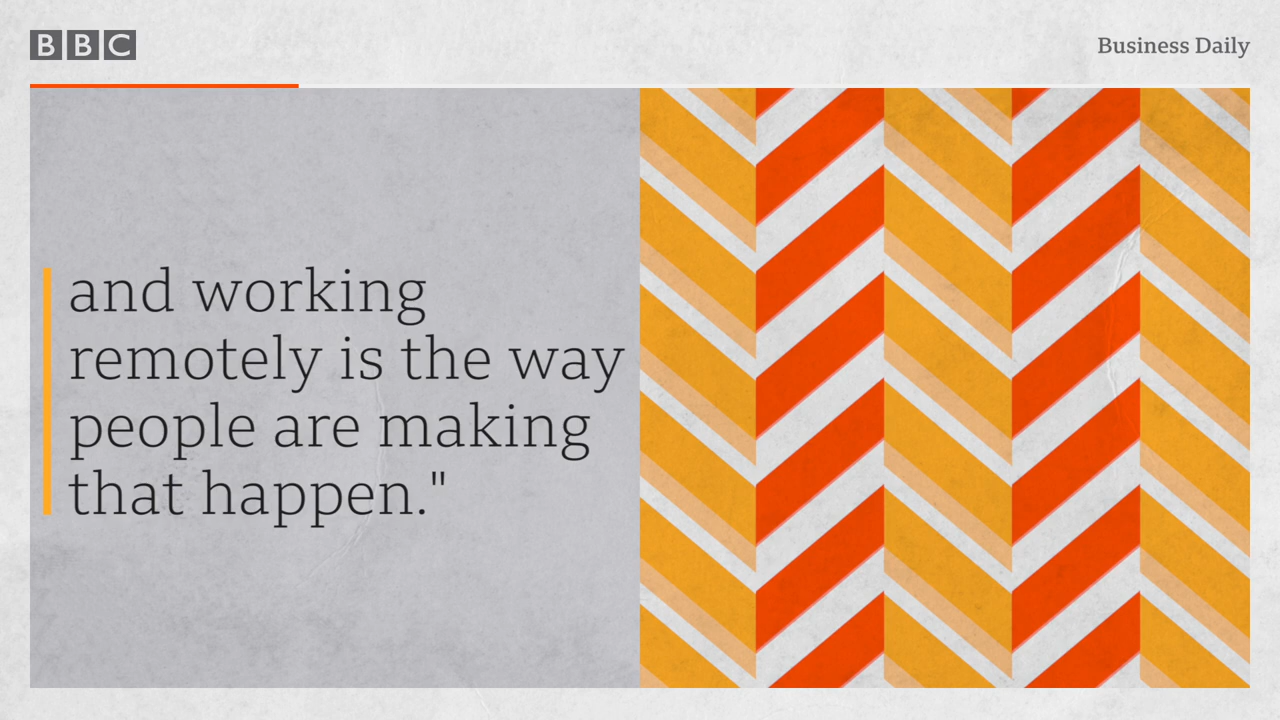 BBC
Business Daily
and working
remotely is the way
people are making
that happen."